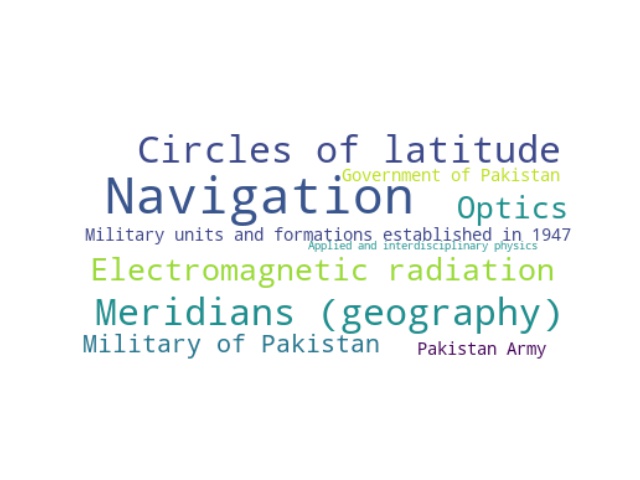 Circles of latitude
Government of Pakistan
Navigation
Optics
Military units and formations established in 1947
Applied and interdisciplinary physics
Electromagnetic radiation
Meridians (geography)
Military of Pakistan
Pakistan Army